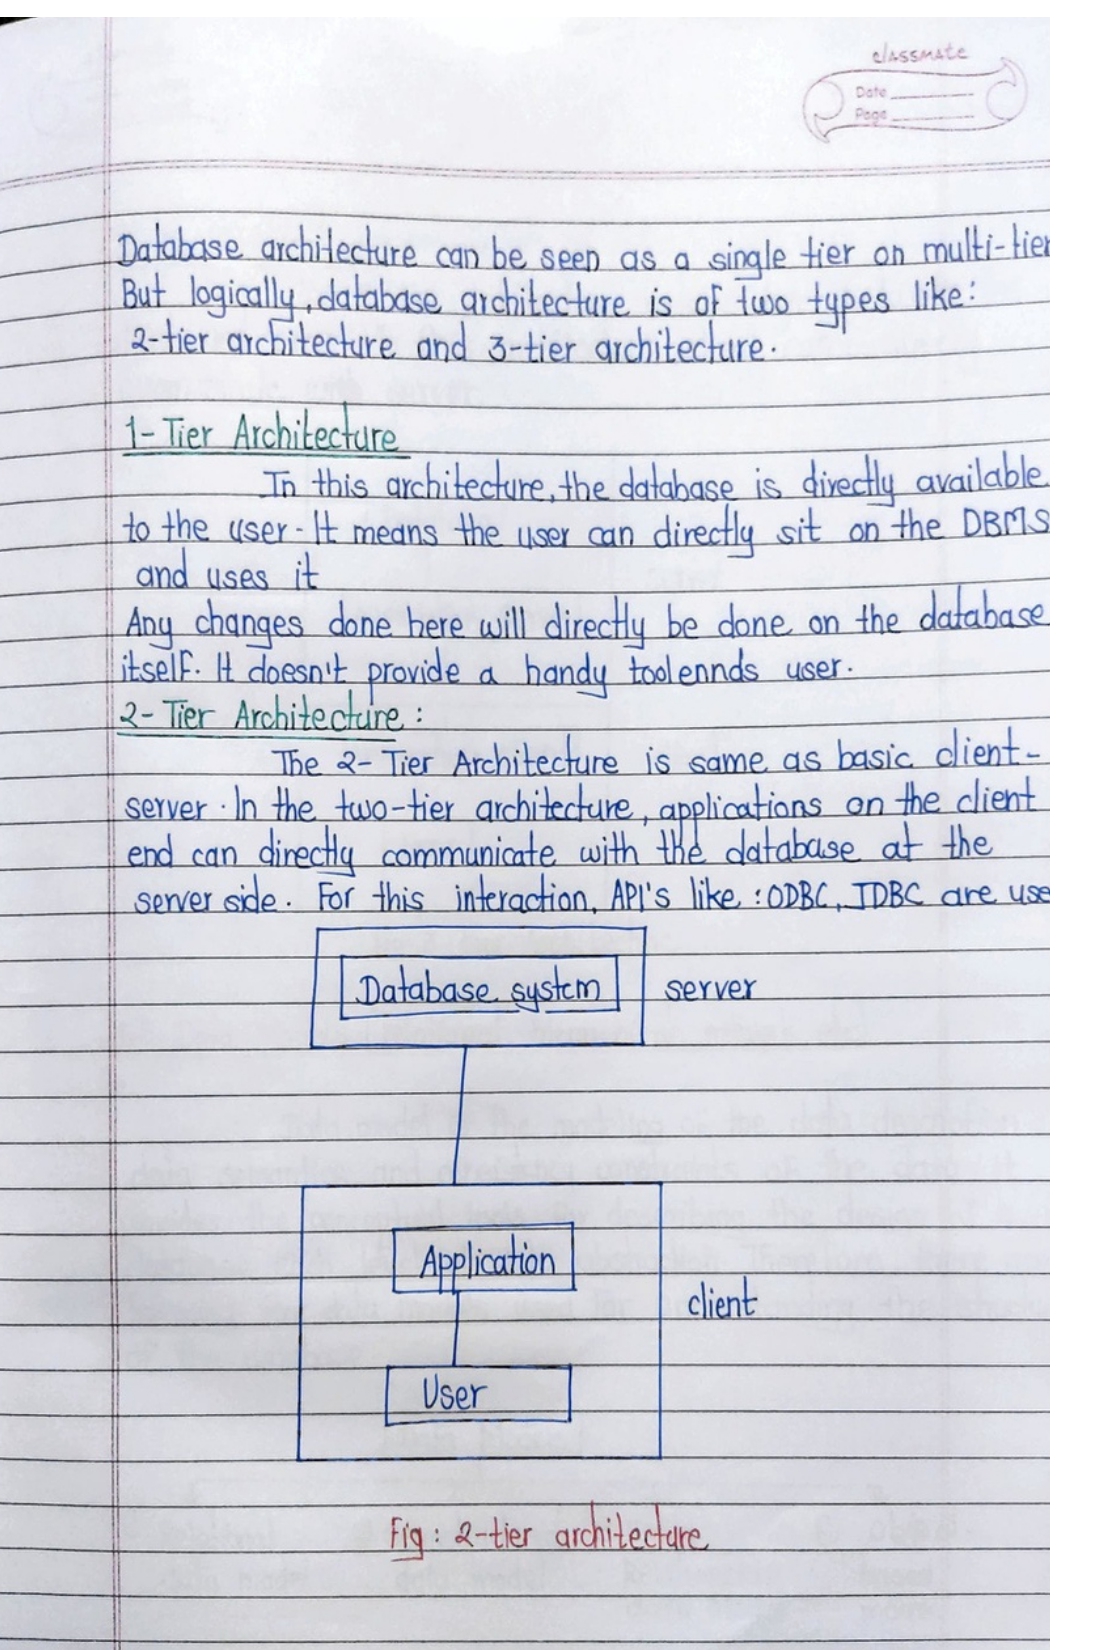 classmate
Date
Page
Database architecture can be seen as a single tier on multi-tier
But logically, database architecture is of two types like:
2-tier architecture and 3-tier architecture.
1- Tier Architecture
In this architecture, the database is directly available
to the user - It means the user can directly sit on the DBMS
and uses it
Any changes done here will directly be done on the database
itself. It doesn't provide a handy toolennds user.
2- Tier Architecture :
The 2- Tier Architecture is same as basic client-
server. In the two-tier architecture, applications on the client
end can directly communicate with the database at the
server side. For this interaction, API's like : ODBC, JDBC are use
Database system
server
Application
client
User
Fig : 2-tier architecture